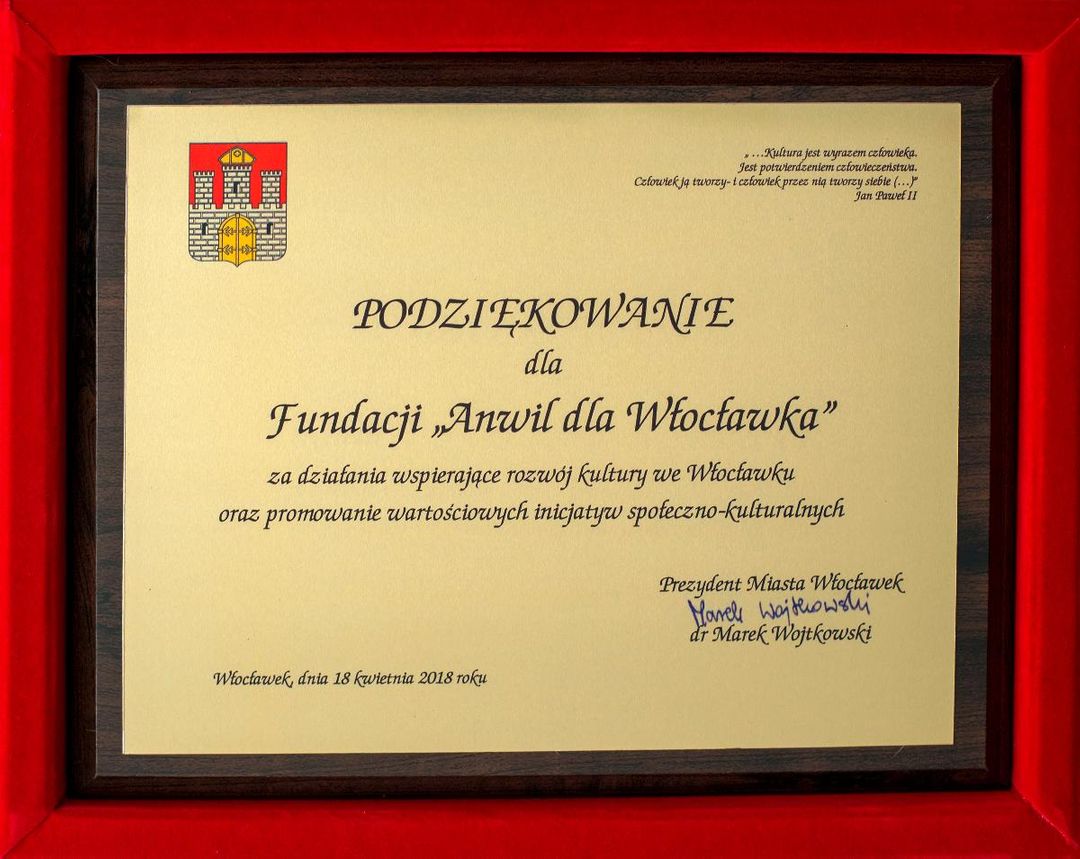 „ …Kultura jest wyrazem człowieka.
Jest potwierdzeniem człowieczeństwa.
Człowiek ją tworzy- i człowiek przez nią tworzy siebie (…)”
Jan Paweł II
PODZIĘKOWANIE
dla
Fundacji „Anwil dla Włocławka”
za działania wspierające rozwój kultury we Włocławku
oraz promowanie wartościowych inicjatyw społeczno-kulturalnych
Prezydent Miasta Włocławek
Marek Wojtkowski
dr Marek Wojtkowski
Włocławek, dnia 18 kwietnia 2018 roku